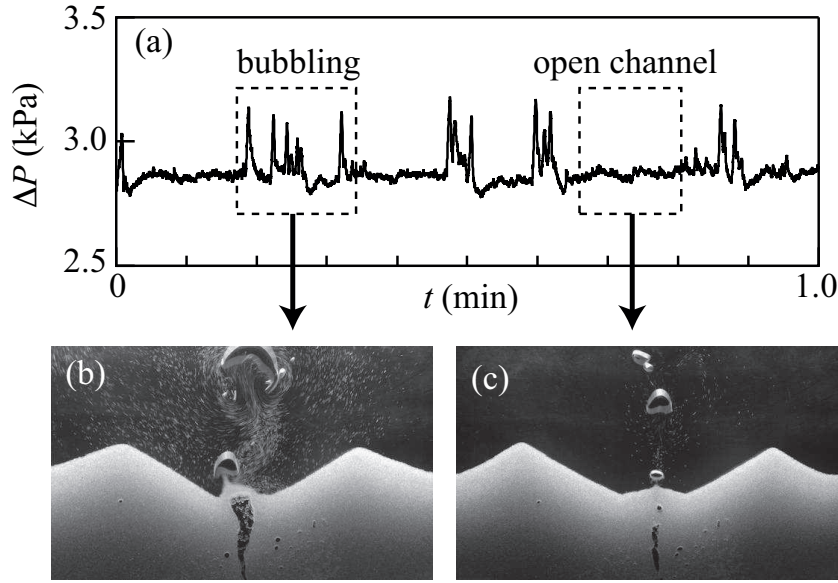 3.5
(a)
bubbling
open channel
3.0
ΔP (kPa)
2.5
0
t (min)
1.0
(b)
(c)